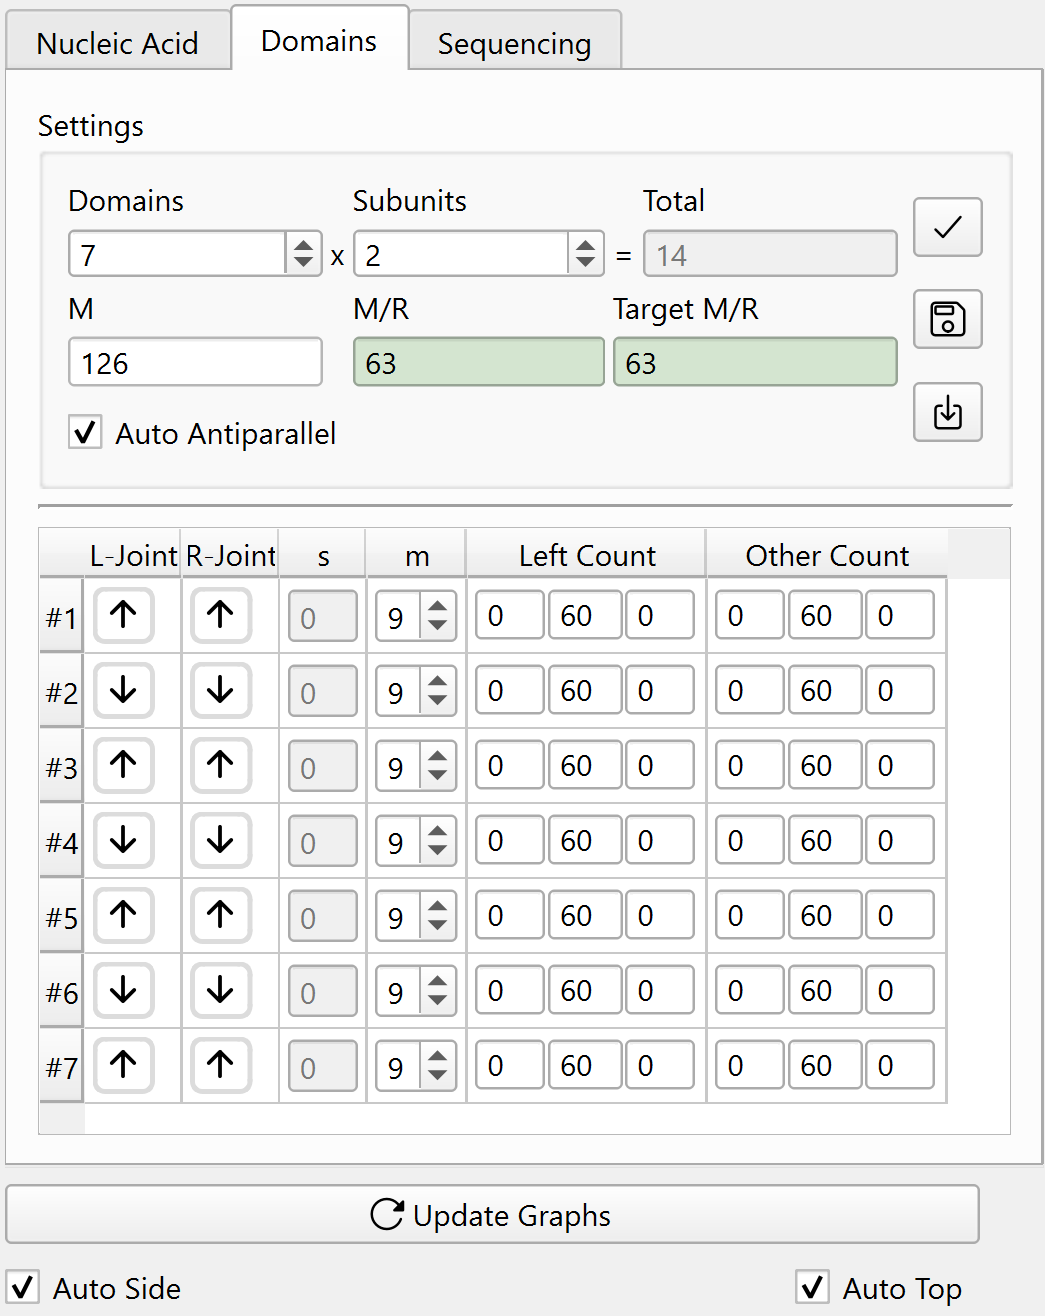 Nucleic Acid Domains Sequencing
Settings
Domains Subunits Total
7 x 2 = 14
M M/R Target M/R
126 63 63
Auto Antiparallel
L-Joint R-Joint s m Left Count Other Count
#1 ↑ ↑ 0 9 0 60 0 0 60 0
#2 ↓ ↓ 0 9 0 60 0 0 60 0
#3 ↑ ↑ 0 9 0 60 0 0 60 0
#4 ↓ ↓ 0 9 0 60 0 0 60 0
#5 ↑ ↑ 0 9 0 60 0 0 60 0
#6 ↓ ↓ 0 9 0 60 0 0 60 0
#7 ↑ ↑ 0 9 0 60 0 0 60 0
Update Graphs
Auto Side Auto Top